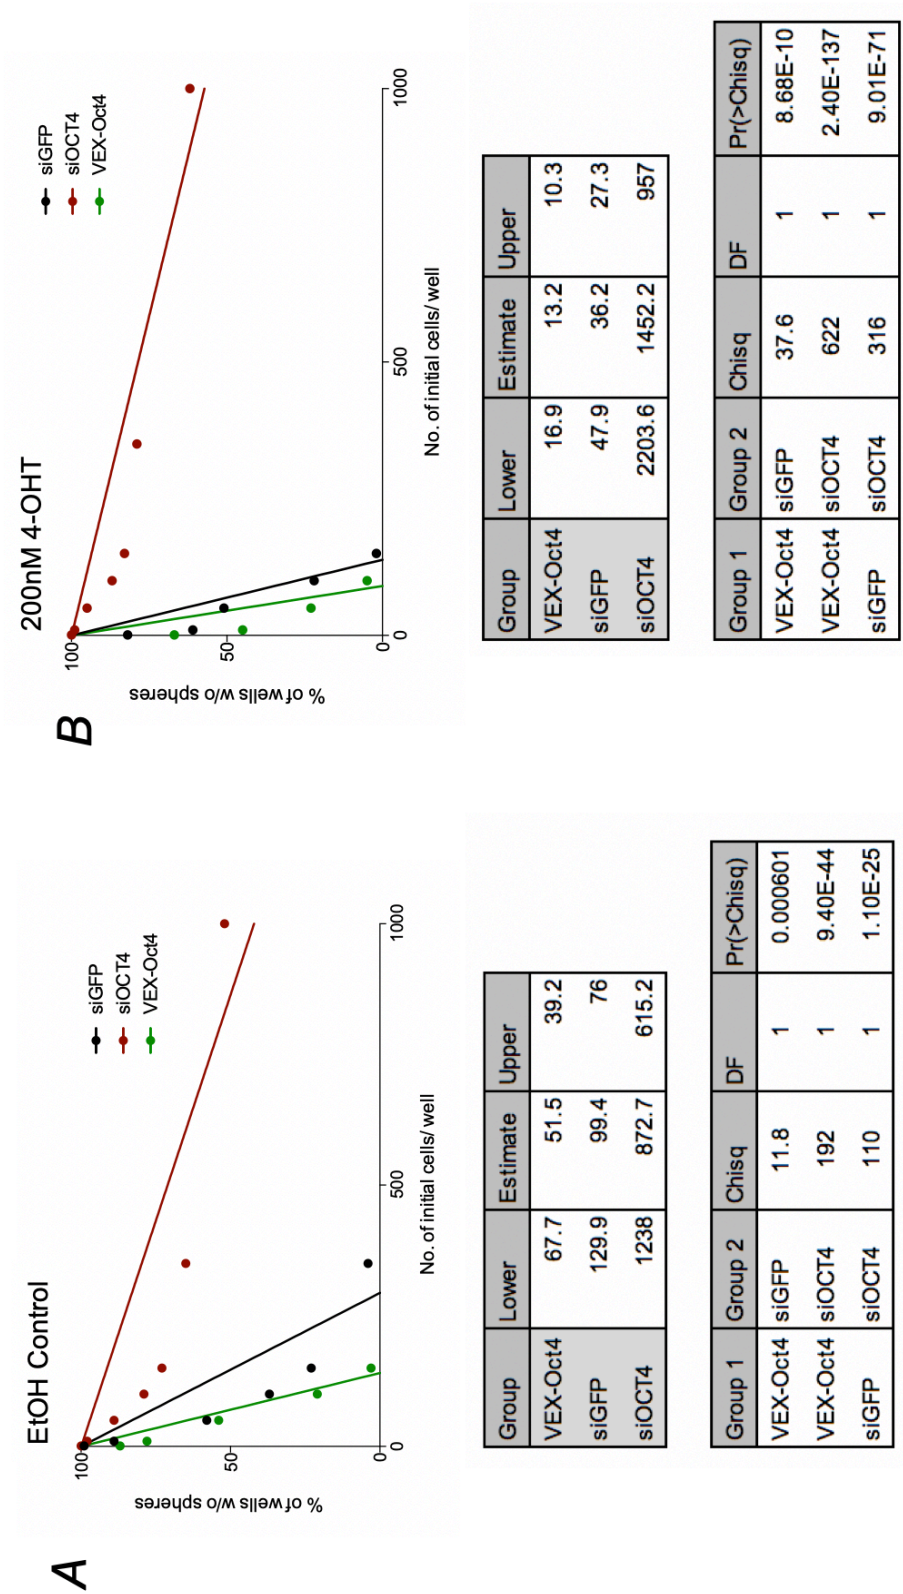 A
EtOH Control
siGFP
siOCT4
VEX-Oct4
% of wells w/o spheres
100
50
0
0
500
1000
No. of initial cells/ well
Group Lower Estimate Upper
VEX-Oct4 67.7 51.5 39.2
siGFP 129.9 99.4 76
siOCT4 1238 872.7 615.2
Group 1 Group 2 Chisq DF Pr(>Chisq)
VEX-Oct4 siGFP 11.8 1 0.000601
VEX-Oct4 siOCT4 192 1 9.40E-44
siGFP siOCT4 110 1 1.10E-25
B
200nM 4-OHT
siGFP
siOCT4
VEX-Oct4
% of wells w/o spheres
100
50
0
0
500
1000
No. of initial cells/ well
Group Lower Estimate Upper
VEX-Oct4 16.9 13.2 10.3
siGFP 47.9 36.2 27.3
siOCT4 2203.6 1452.2 957
Group 1 Group 2 Chisq DF Pr(>Chisq)
VEX-Oct4 siGFP 37.6 1 8.68E-10
VEX-Oct4 siOCT4 622 1 2.40E-137
siGFP siOCT4 316 1 9.01E-71